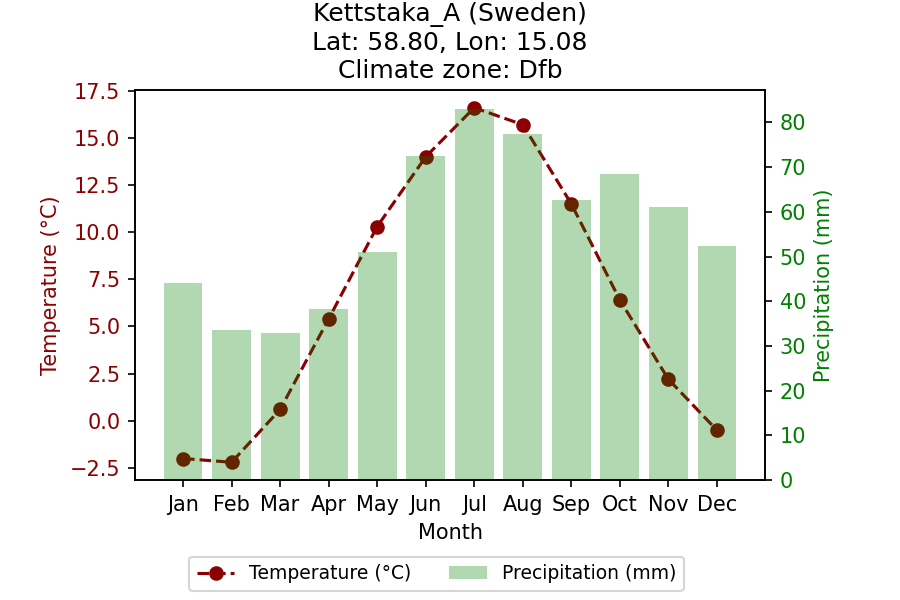 Kettstaka_A (Sweden)
Lat: 58.80, Lon: 15.08
Climate zone: Dfb
17.5
15.0
12.5
10.0
7.5
5.0
2.5
0.0
−2.5
Temperature (°C)
80
70
60
50
40
30
20
10
0
Precipitation (mm)
Jan Feb Mar Apr May Jun Jul Aug Sep Oct Nov Dec
Month
Temperature (°C) Precipitation (mm)